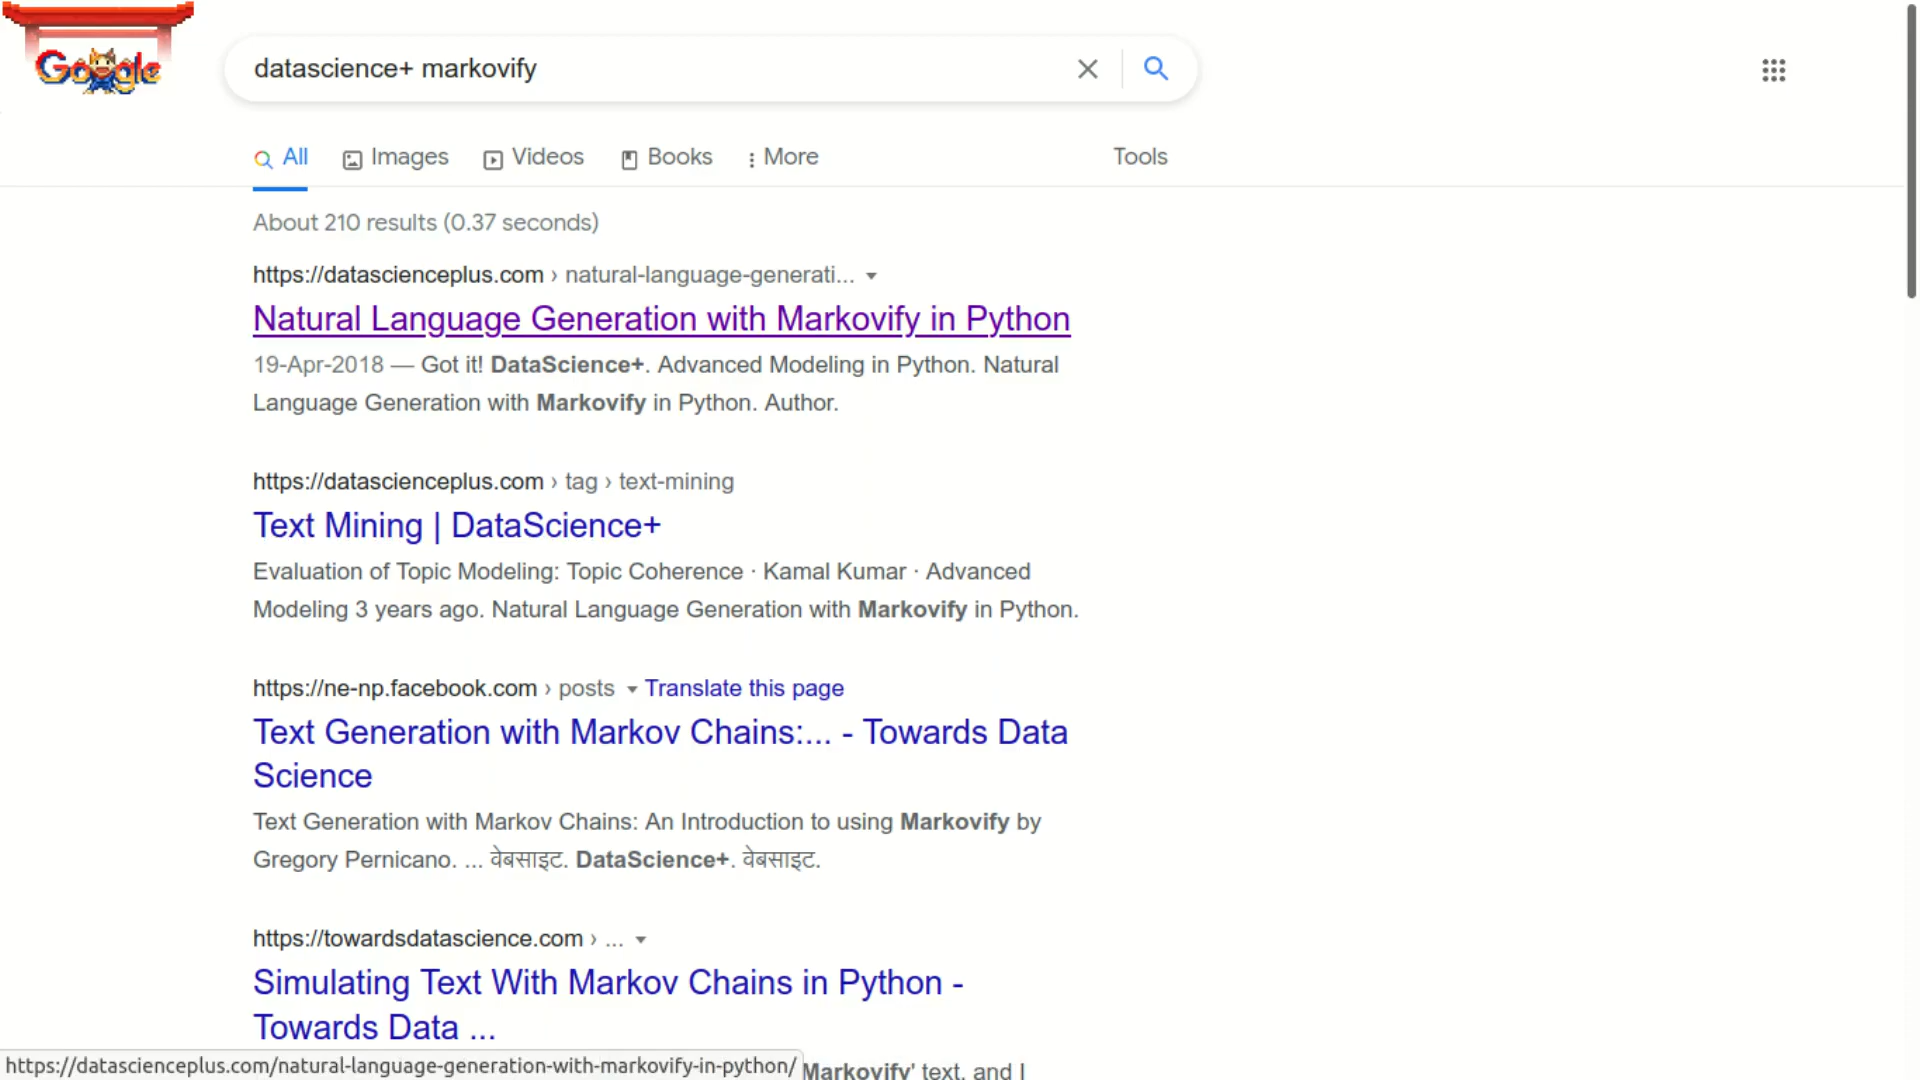 Google
datascience+ markovify
All Images Videos Books More Tools
About 210 results (0.37 seconds)
https://datascienceplus.com › natural-language-generati...
Natural Language Generation with Markovify in Python
19-Apr-2018 — Got it! DataScience+. Advanced Modeling in Python. Natural
Language Generation with Markovify in Python. Author.
https://datascienceplus.com › tag › text-mining
Text Mining | DataScience+
Evaluation of Topic Modeling: Topic Coherence · Kamal Kumar · Advanced
Modeling 3 years ago. Natural Language Generation with Markovify in Python.
https://ne-np.facebook.com › posts Translate this page
Text Generation with Markov Chains:... - Towards Data
Science
Text Generation with Markov Chains: An Introduction to using Markovify by
Gregory Pernicano. ... वेबसाइट. DataScience+. वेबसाइट.
https://towardsdatascience.com › ...
Simulating Text With Markov Chains in Python -
Towards Data ...
https://datascienceplus.com/natural-language-generation-with-markovify-in-python/ Markovify' text, and I